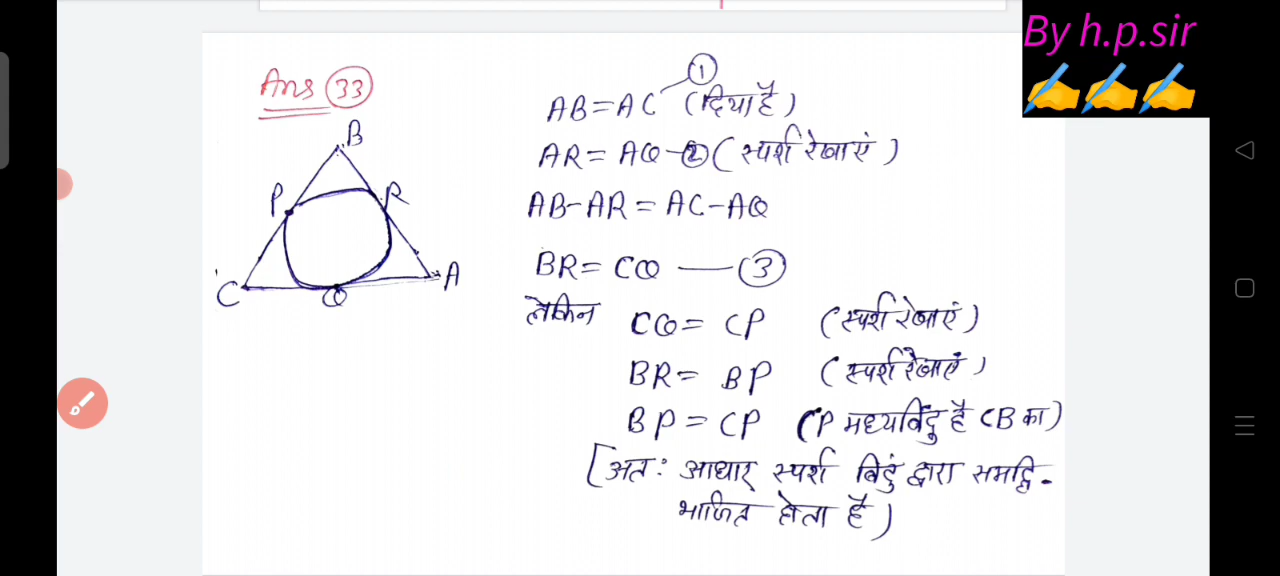 By h.p.sir
Ans 33
B
P
R
C
Q
A
1
AB = AC (दिया है)
AR = AQ - 2 (स्पर्श रेखाएं)
AB - AR = AC - AQ
BR = CQ — 3
लेकिन CQ = CP (स्पर्श रेखाएं)
BR = BP (स्पर्श रेखाएं)
BP = CP (P मध्यबिंदु है CB का)
[अतः आधार स्पर्श बिंदु द्वारा समद्वि-
भाजित होता है)